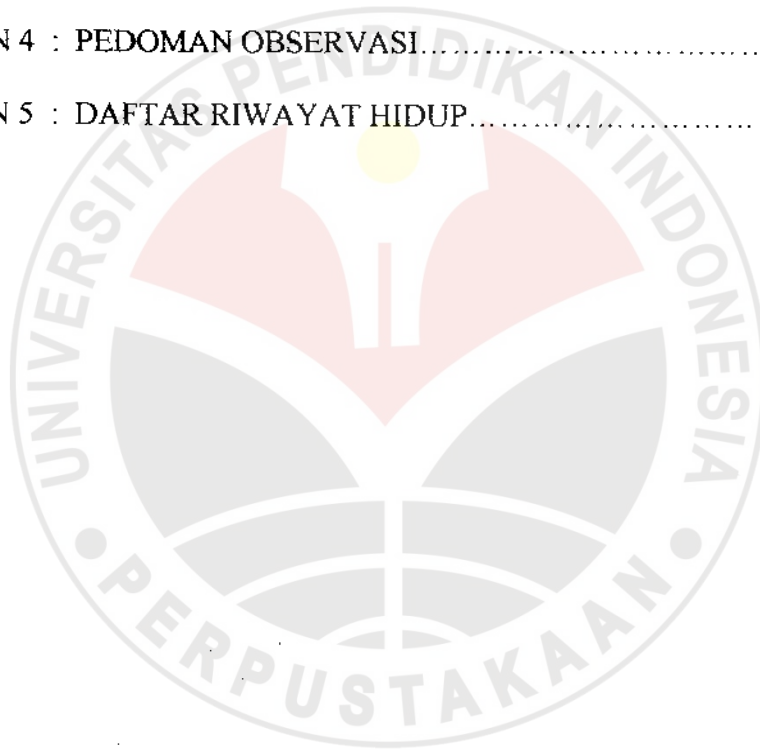 N 4 : PEDOMAN OBSERVASI..............................
N 5 : DAFTAR RIWAYAT HIDUP..........................
UNIVERSITAS PENDIDIKAN INDONESIA
PERPUSTAKAAN